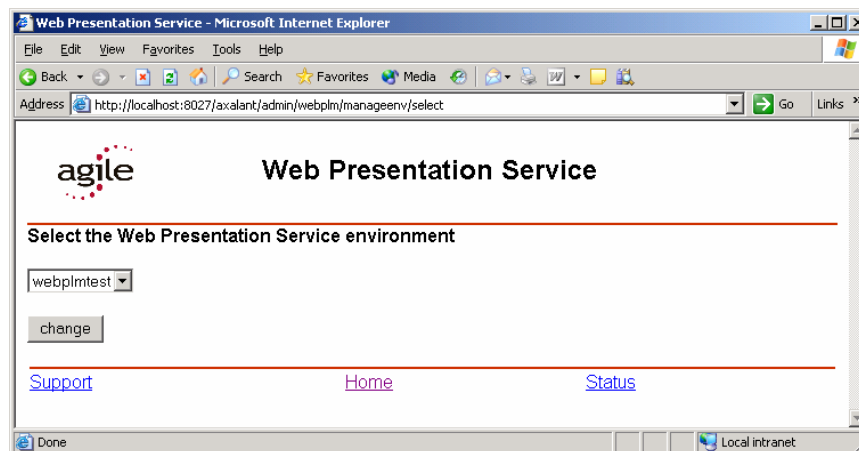 Web Presentation Service - Microsoft Internet Explorer
File Edit View Favorites Tools Help
Back Search Favorites Media
Address http://localhost:8027/axalant/admin/webplm/manageenv/select Go Links »
agile
Web Presentation Service
Select the Web Presentation Service environment
webplmtest
change
Support Home Status
Done Local intranet